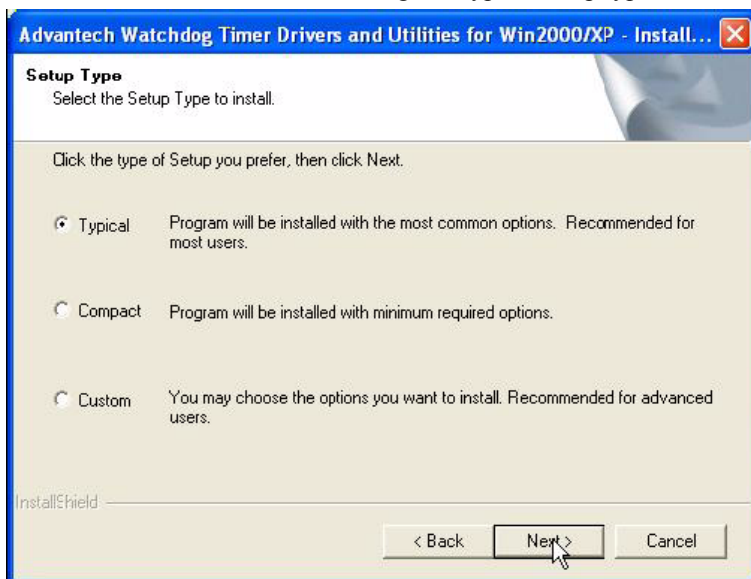 Advantech Watchdog Timer Drivers and Utilities for Win2000/XP - Install...
Setup Type
Select the Setup Type to install.
Click the type of Setup you prefer, then click Next.
Typical Program will be installed with the most common options. Recommended for
most users.
Compact Program will be installed with minimum required options.
Custom You may choose the options you want to install. Recommended for advanced
users.
InstallShield
< Back Next > Cancel